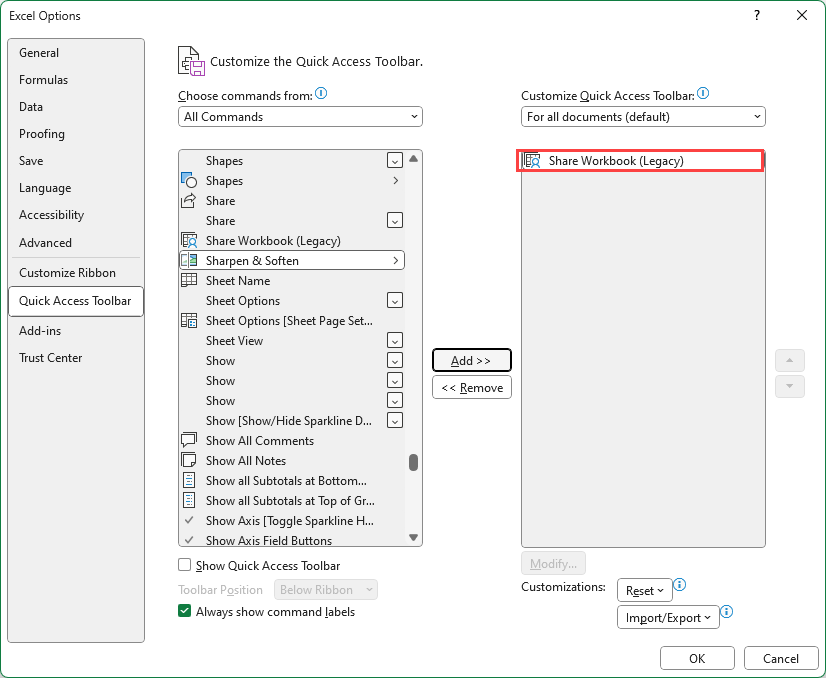 Excel Options
?
General
Formulas
Data
Proofing
Save
Language
Accessibility
Advanced
Customize Ribbon
Quick Access Toolbar
Add-ins
Trust Center
Customize the Quick Access Toolbar.
Choose commands from:
All Commands
Shapes
Shapes
Share
Share
Share Workbook (Legacy)
Sharpen & Soften
Sheet Name
Sheet Options
Sheet Options [Sheet Page Set...
Sheet View
Show
Show
Show
Show [Show/Hide Sparkline D...
Show All Comments
Show All Notes
Show all Subtotals at Bottom...
Show all Subtotals at Top of Gr...
Show Axis [Toggle Sparkline H...
Show Axis Field Buttons
Show Quick Access Toolbar
Toolbar Position Below Ribbon
Always show command labels
Add >>
<< Remove
Customize Quick Access Toolbar:
For all documents (default)
Share Workbook (Legacy)
Modify...
Customizations: Reset
Import/Export
OK
Cancel